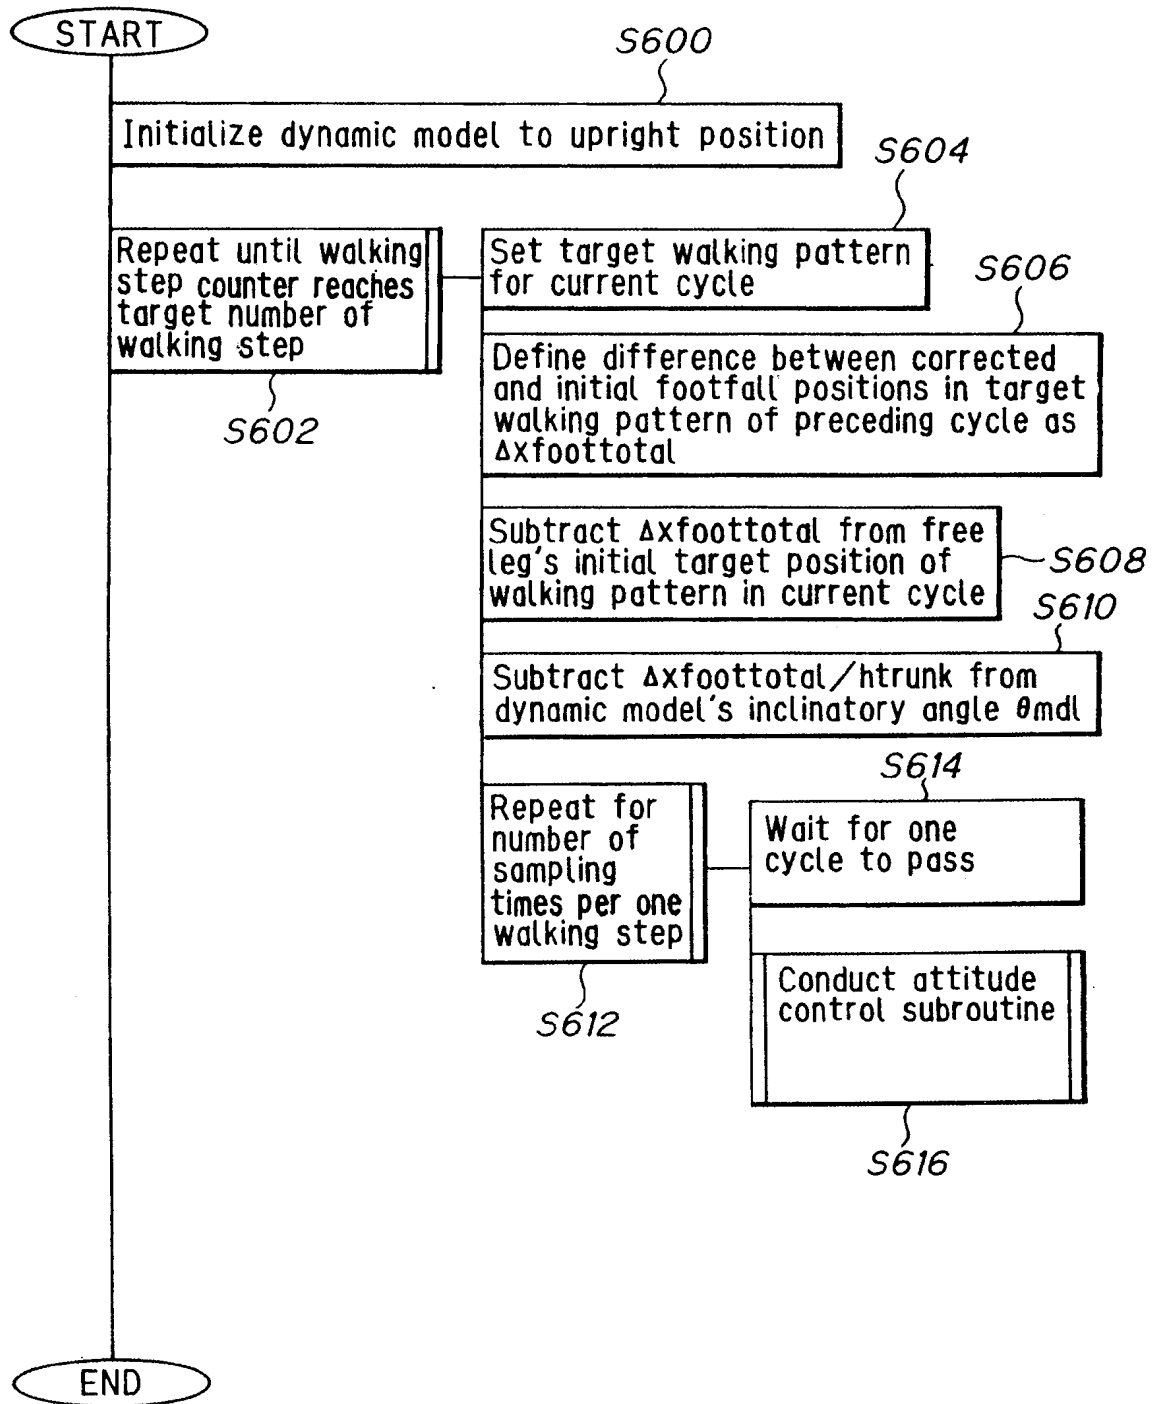 START
S600
Initialize dynamic model to upright position
S604
Repeat until walking
step counter reaches
target number of
walking step
S602
Set target walking pattern
for current cycle
S606
Define difference between corrected
and initial footfall positions in target
walking pattern of preceding cycle as
Δxfoottotal
Subtract Δxfoottotal from free
leg's initial target position of
walking pattern in current cycle
S608
S610
Subtract Δxfoottotal/htrunk from
dynamic model's inclinatory angle θmdl
S614
Repeat for
number of
sampling
times per one
walking step
S612
Wait for one
cycle to pass
Conduct attitude
control subroutine
S616
END